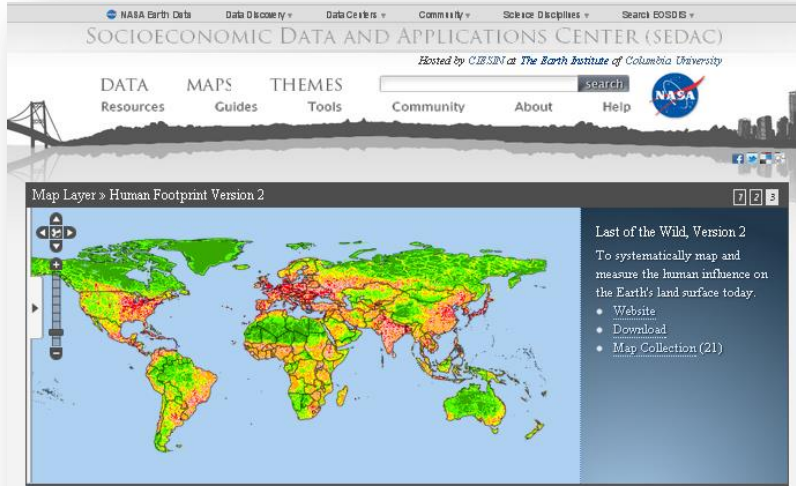 NASA Earth Data Data Discovery Data Centers Community Science Disciplines Search EOSDIS
SOCIOECONOMIC DATA AND APPLICATIONS CENTER (SEDAC)
Hosted by CIESIN at The Earth Institute of Columbia University
DATA MAPS THEMES search
NASA
Resources Guides Tools Community About Help
Map Layer » Human Footprint Version 2 1 2 3
Last of the Wild, Version 2
To systematically map and
measure the human influence on
the Earth's land surface today.
Website
Download
Map Collection (21)